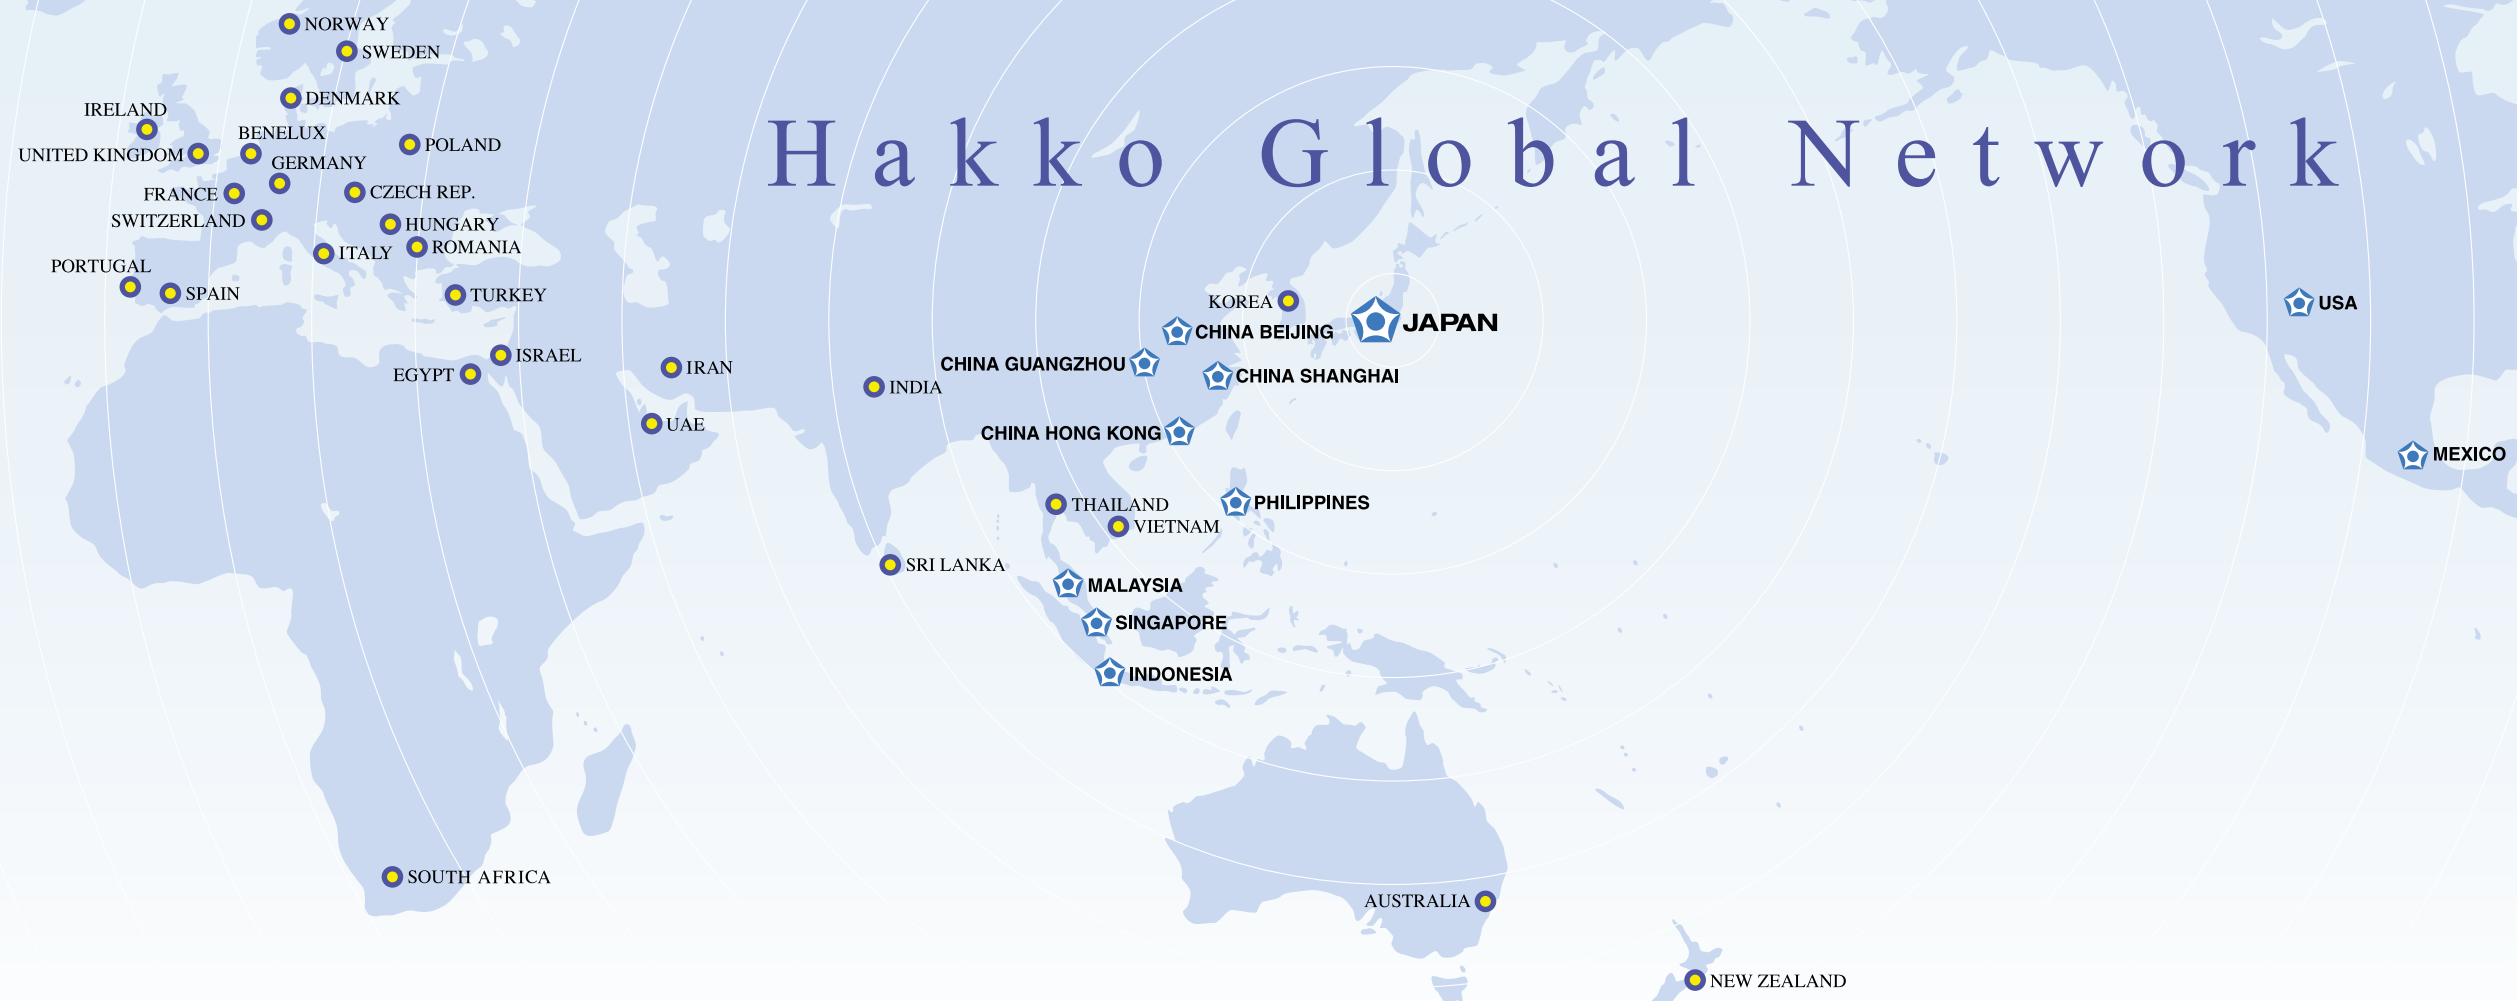 Hakko Global Network
NORWAY
SWEDEN
DENMARK
IRELAND
BENELUX
POLAND
UNITED KINGDOM
GERMANY
FRANCE
CZECH REP.
SWITZERLAND
HUNGARY
ROMANIA
ITALY
PORTUGAL
SPAIN
TURKEY
ISRAEL
EGYPT
IRAN
UAE
INDIA
SRI LANKA
SOUTH AFRICA
KOREA
JAPAN
CHINA BEIJING
CHINA GUANGZHOU
CHINA SHANGHAI
CHINA HONG KONG
THAILAND
VIETNAM
PHILIPPINES
MALAYSIA
SINGAPORE
INDONESIA
AUSTRALIA
NEW ZEALAND
USA
MEXICO